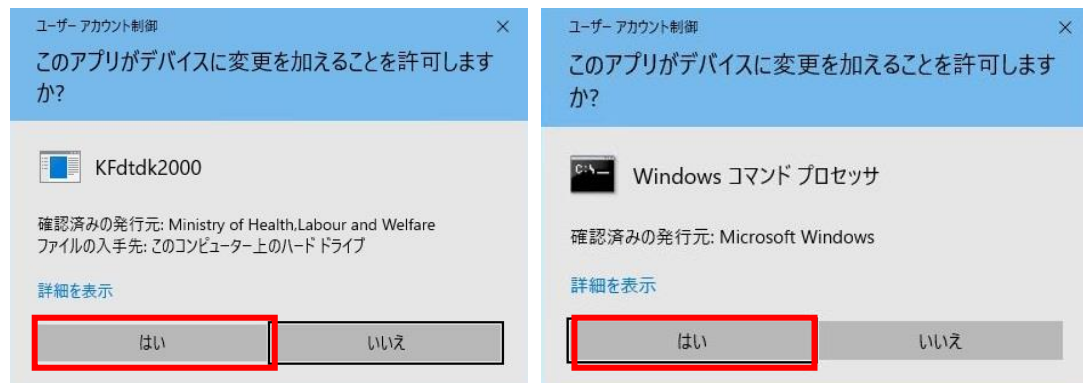 ユーザー アカウント制御
このアプリがデバイスに変更を加えることを許可します
か?
KFdtdk2000
確認済みの発行元: Ministry of Health,Labour and Welfare
ファイルの入手先: このコンピューター上のハード ドライブ
詳細を表示
はい
いいえ
ユーザー アカウント制御
このアプリがデバイスに変更を加えることを許可します
か?
C:\_
Windows コマンド プロセッサ
確認済みの発行元: Microsoft Windows
詳細を表示
はい
いいえ